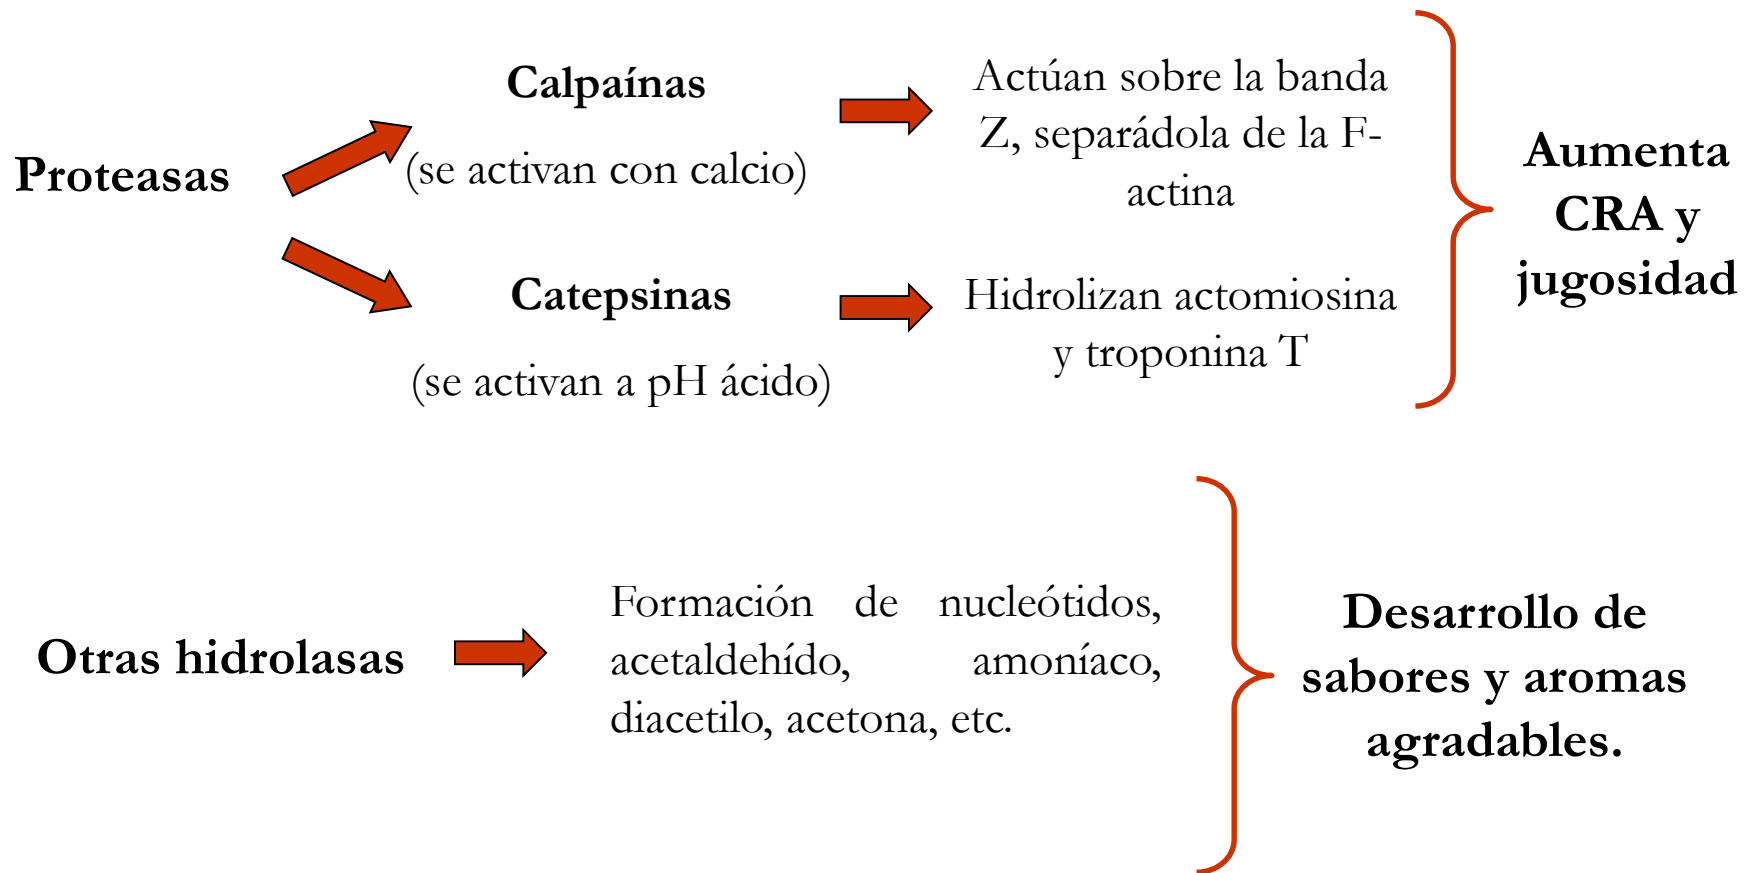 Proteasas
Calpaínas
(se activan con calcio)
Actúan sobre la banda
Z, separádola de la F-
actina
Catepsinas
(se activan a pH ácido)
Hidrolizan actomiosina
y troponina T
Aumenta
CRA y
jugosidad
Otras hidrolasas
Formación de nucleótidos,
acetaldehído, amoníaco,
diacetilo, acetona, etc.
Desarrollo de
sabores y aromas
agradables.